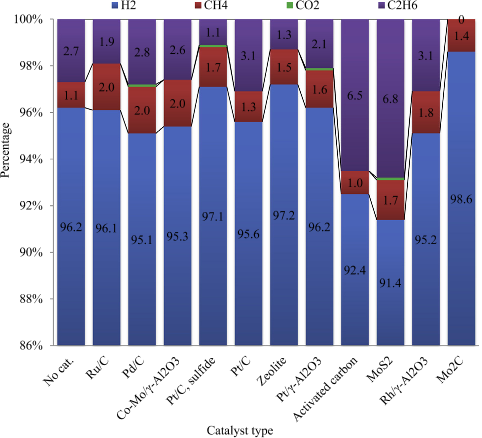 H2 CH4 CO2 C2H6
100%
98%
96%
94%
92%
90%
88%
86%
Percentage
2.7 1.9 2.8 2.6 1.1 3.1 1.3 2.1 6.5 6.8 3.1 0
1.1 2.0 2.0 2.0 1.7 1.3 1.5 1.6 1.0 1.7 1.8 1.4
96.2 96.1 95.1 95.3 97.1 95.6 97.2 96.2 92.4 91.4 95.2 98.6
No cat.
Ru/C
Pd/C
Co-Mo/γ-Al2O3
Pt/C, sulfide
Pt/C
Zeolite
Pt/γ-Al2O3
Activated carbon
MoS2
Rh/γ-Al2O3
Mo2C
Catalyst type